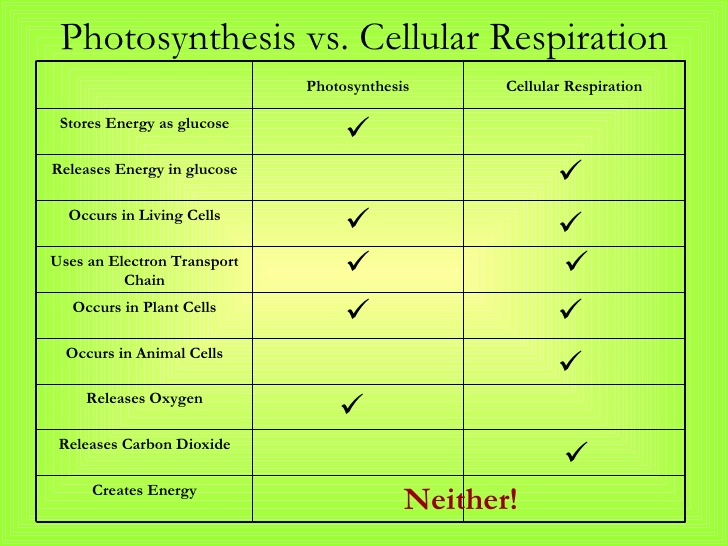 Photosynthesis vs. Cellular Respiration
Photosynthesis Cellular Respiration
Stores Energy as glucose ✓
Releases Energy in glucose ✓
Occurs in Living Cells ✓ ✓
Uses an Electron Transport
Chain ✓ ✓
Occurs in Plant Cells ✓ ✓
Occurs in Animal Cells ✓
Releases Oxygen ✓
Releases Carbon Dioxide ✓
Creates Energy Neither!